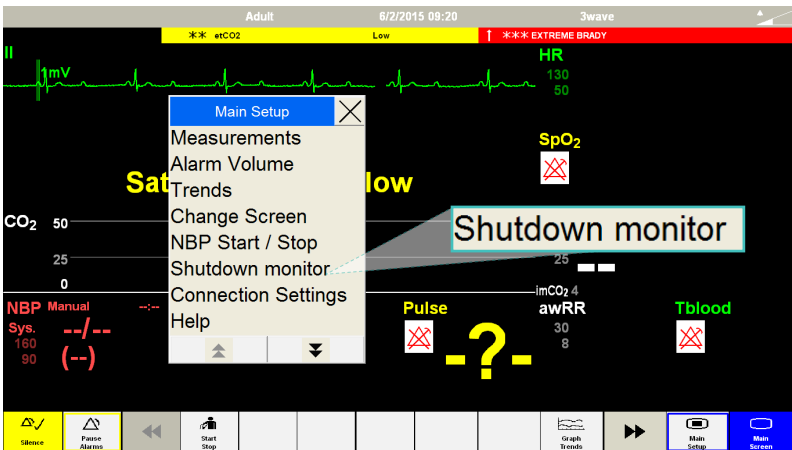 Adult 6/2/2015 09:20 3wave
** etCO2 Low *** EXTREME BRADY
II
1mV
HR
130
50
Main Setup
Measurements
Alarm Volume
Trends
Change Screen
NBP Start / Stop
Shutdown monitor
Connection Settings
Help
Shutdown monitor
SpO2
Sat
low
CO2 50
25
0
25
--
imCO2 4
NBP Manual --:--
Sys.
160
90
--/--
(--)
Pulse
-?-
awRR
30
8
Tblood
Silence
Pause
Alarms
Start
Stop
Graph
Trends
Main
Setup
Main
Screen